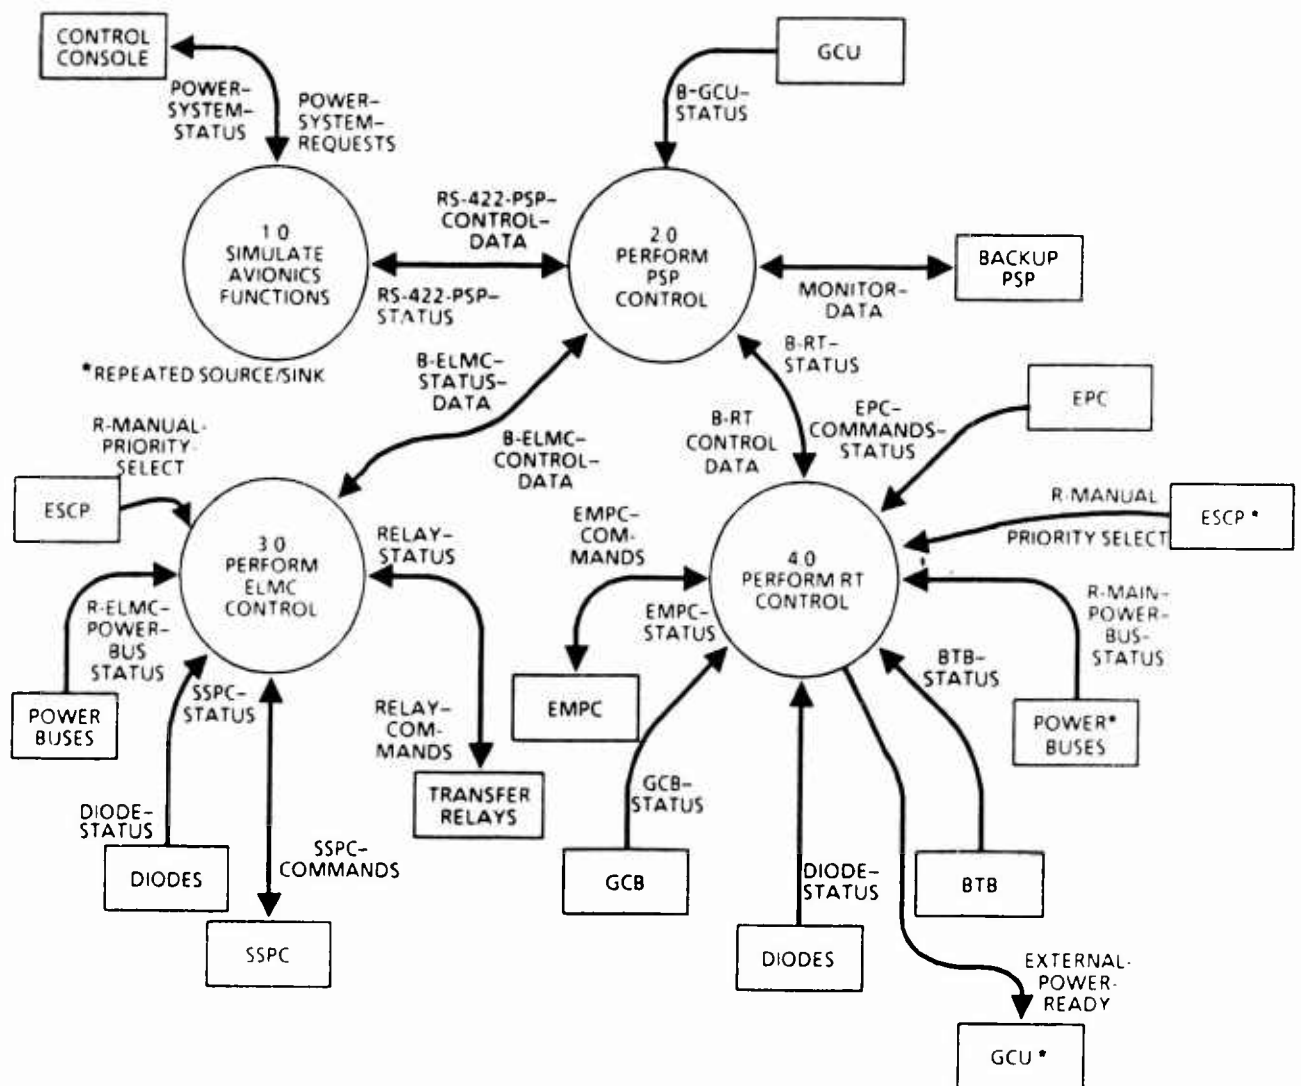 CONTROL
CONSOLE
POWER-
SYSTEM-
STATUS
POWER-
SYSTEM-
REQUESTS
GCU
B-GCU-
STATUS
1 0
SIMULATE
AVIONICS
FUNCTIONS
RS-422-PSP-
CONTROL-
DATA
RS-422-PSP-
STATUS
2.0
PERFORM
PSP
CONTROL
MONITOR-
DATA
BACKUP
PSP
*REPEATED SOURCE/SINK
B-ELMC-
STATUS-
DATA
B-ELMC-
CONTROL-
DATA
B-RT-
STATUS
B-RT
CONTROL
DATA
EPC-
COMMANDS-
STATUS
EPC
R-MANUAL-
PRIORITY-
SELECT
ESCP
3.0
PERFORM
ELMC
CONTROL
RELAY-
STATUS
EMPC-
COM-
MANDS
4.0
PERFORM RT
CONTROL
R-MANUAL
PRIORITY SELECT
ESCP *
R-ELMC-
POWER-
BUS
STATUS
POWER
BUSES
SSPC-
STATUS
RELAY-
COM-
MANDS
TRANSFER
RELAYS
EMPC-
STATUS
EMPC
BTB-
STATUS
R-MAIN-
POWER-
BUS-
STATUS
POWER*
BUSES
DIODE-
STATUS
DIODES
SSPC-
COMMANDS
SSPC
GCB-
STATUS
GCB
DIODE-
STATUS
DIODES
BTB
EXTERNAL-
POWER-
READY
GCU *